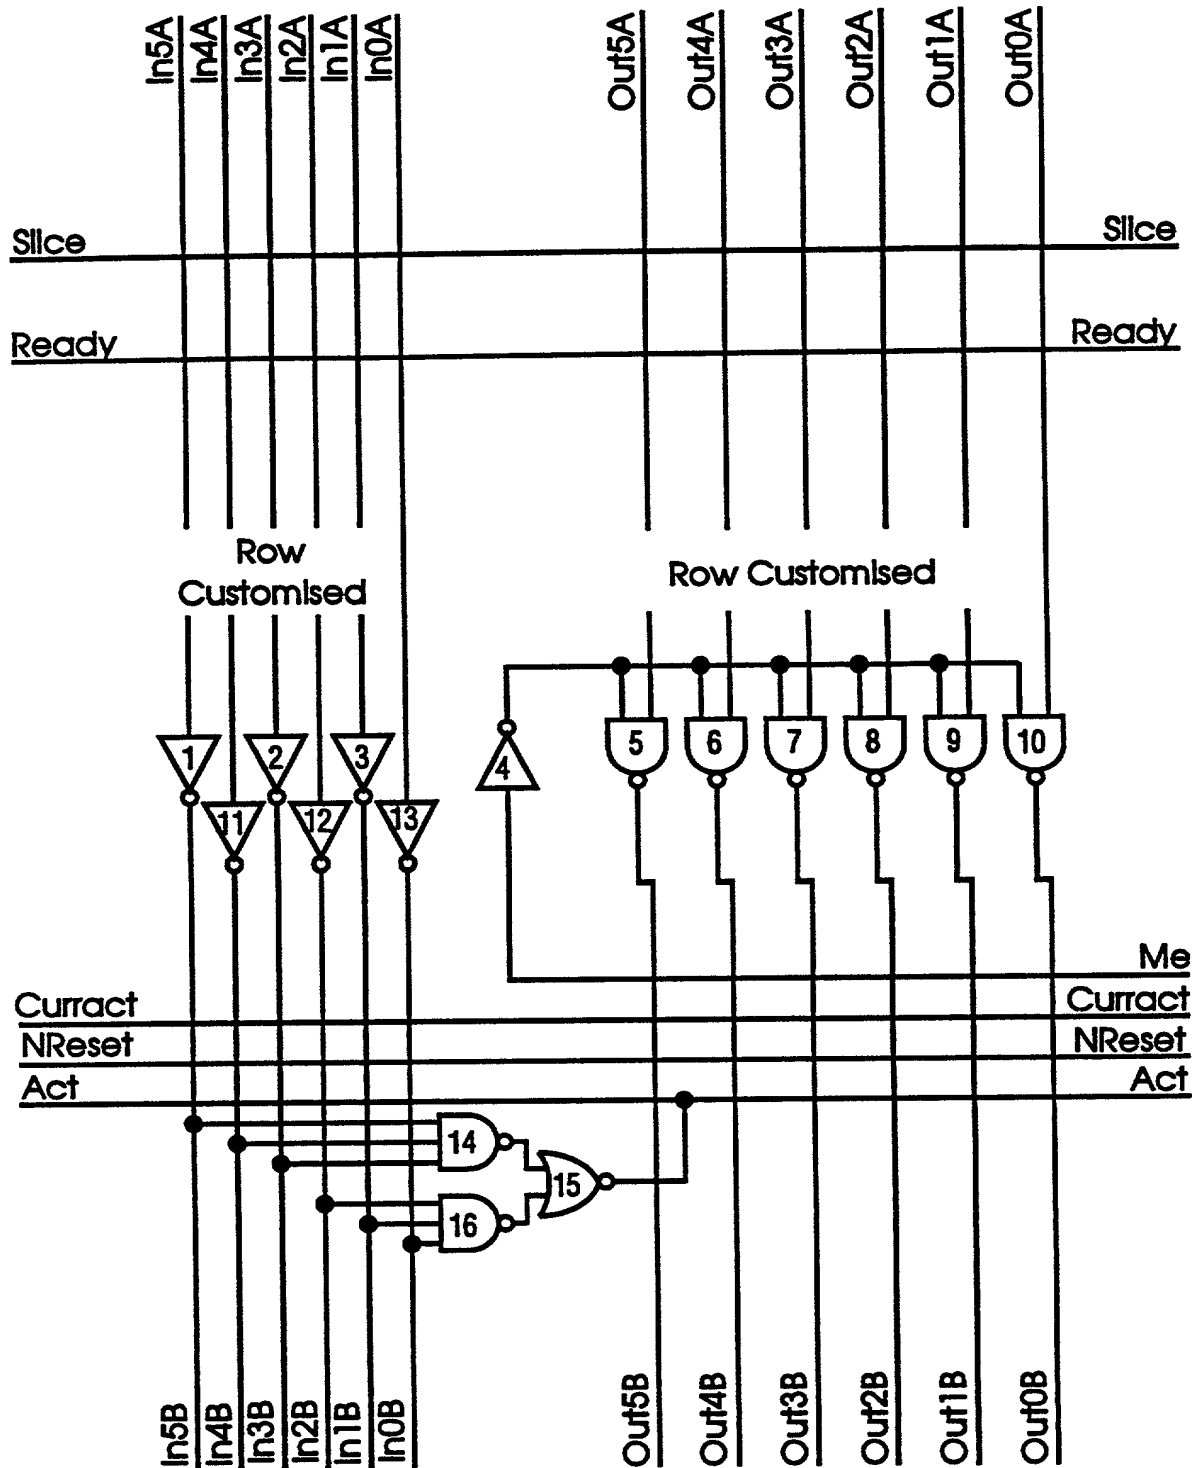 In5A In4A In3A In2A In1A In0A Out5A Out4A Out3A Out2A Out1A Out0A
Slice Slice
Ready Ready
Row
Customised
Row Customised
1 2 3 4 5 6 7 8 9 10
11 12 13
Me
Curract Curract
NReset NReset
Act Act
14
15
16
In5B In4B In3B In2B In1B In0B Out5B Out4B Out3B Out2B Out1B Out0B